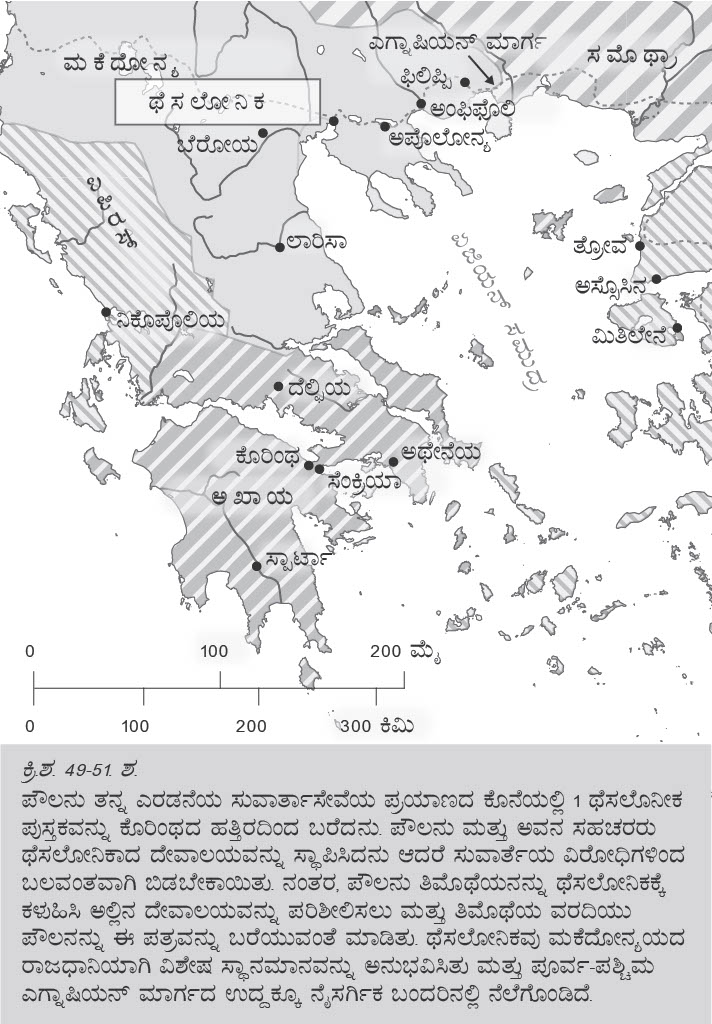 ಎಗ್ನಾಷಿಯನ್ ಮಾರ್ಗ
ಮಕೆದೋನ್ಯ
ಸಮೊಥ್ರಾ
ಫಿಲಿಪ್ಪಿ
ಥೆಸಲೋನಿಕ
ಅಂಫಿಫೊಲಿ
ಬೆರೋಯ
ಅಪೊಲೋನ್ಯ
ಲಾರಿಸಾ
ಏಜಿಯನ್ ಸಮುದ್ರ
ತ್ರೋವ
ಅಸ್ಸೊಸಿನ
ನಿಕೊಪೊಲಿಯ
ಮಿತಿಲೇನೆ
ದೆಲ್ಫಿಯ
ಕೊರಿಂಥ
ಅಥೇನೆಯ
ಸೆಂಕ್ರಿಯಾ
ಅಖಾಯ
ಸ್ಪಾರ್ಟಾ
0 100 200 ಮೈ
0 100 200 300 ಕಿಮಿ
ಕ್ರಿ.ಶ. 49-51. ಶ.
ಪೌಲನು ತನ್ನ ಎರಡನೆಯ ಸುವಾರ್ತಾಸೇವೆಯ ಪ್ರಯಾಣದ ಕೊನೆಯಲ್ಲಿ 1 ಥೆಸಲೊನೀಕ
ಪುಸ್ತಕವನ್ನು ಕೊರಿಂಥದ ಹತ್ತಿರದಿಂದ ಬರೆದನು. ಪೌಲನು ಮತ್ತು ಅವನ ಸಹಚರರು
ಥೆಸಲೋನಿಕಾದ ದೇವಾಲಯವನ್ನು ಸ್ಥಾಪಿಸಿದನು ಆದರೆ ಸುವಾರ್ತೆಯ ವಿರೋಧಿಗಳಿಂದ
ಬಲವಂತವಾಗಿ ಬಿಡಬೇಕಾಯಿತು. ನಂತರ, ಪೌಲನು ತಿಮೊಥೆಯನನ್ನು ಥೆಸಲೋನಿಕಕ್ಕೆ
ಕಳುಹಿಸಿ ಅಲ್ಲಿನ ದೇವಾಲಯವನ್ನು ಪರಿಶೀಲಿಸಲು ಮತ್ತು ತಿಮೊಥೆಯ ವರದಿಯು
ಪೌಲನನ್ನು ಈ ಪತ್ರವನ್ನು ಬರೆಯುವಂತೆ ಮಾಡಿತು. ಥೆಸಲೋನಿಕವು ಮಕೆದೋನ್ಯಯದ
ರಾಜಧಾನಿಯಾಗಿ ವಿಶೇಷ ಸ್ಥಾನಮಾನವನ್ನು ಅನುಭವಿಸಿತು ಮತ್ತು ಪೂರ್ವ-ಪಶ್ಚಿಮ
ಎಗ್ನಾಷಿಯನ್ ಮಾರ್ಗದ ಉದ್ದಕ್ಕೂ ನೈಸರ್ಗಿಕ ಬಂದರಿನಲ್ಲಿ ನೆಲೆಗೊಂಡಿದೆ.